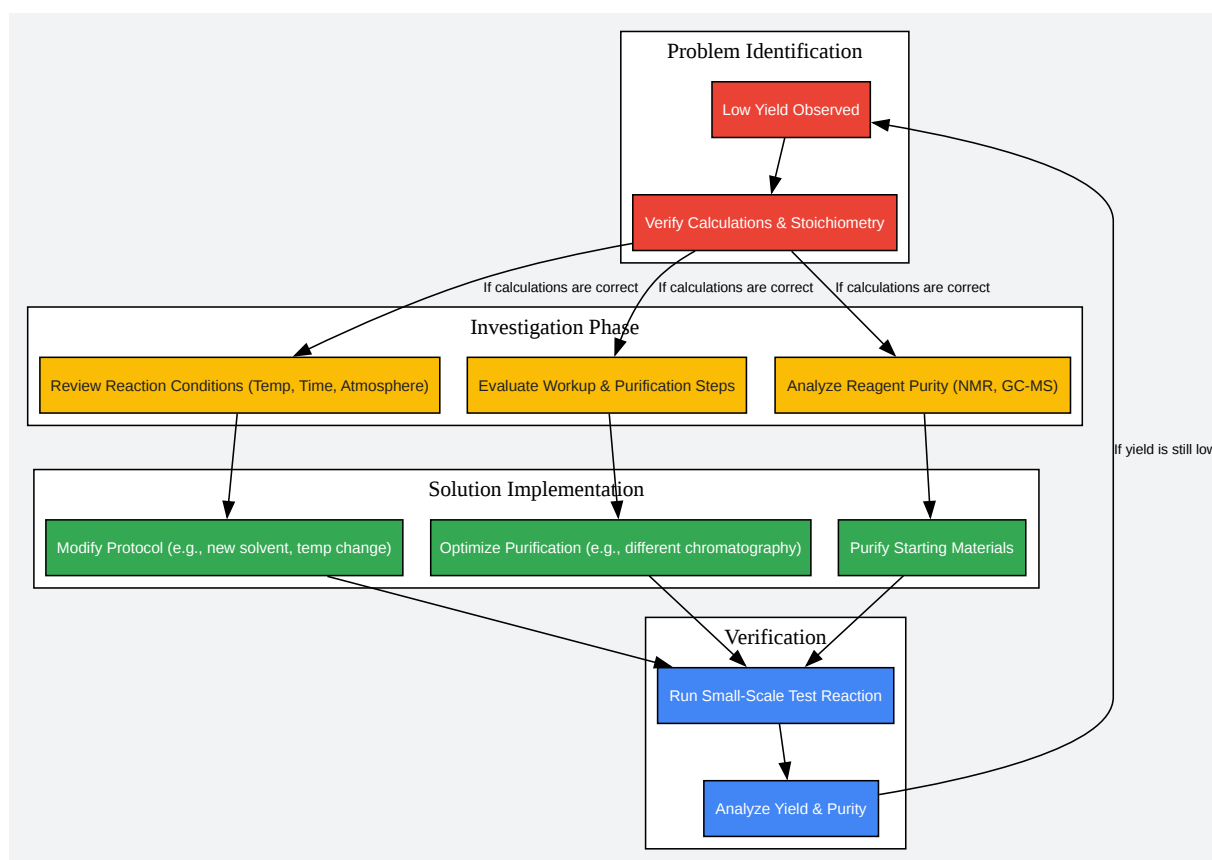 Problem Identification
Low Yield Observed
Verify Calculations & Stoichiometry
If calculations are correct
If calculations are correct
If calculations are correct
Investigation Phase
Review Reaction Conditions (Temp, Time, Atmosphere)
Evaluate Workup & Purification Steps
Analyze Reagent Purity (NMR, GC-MS)
If yield is still low
Solution Implementation
Modify Protocol (e.g., new solvent, temp change)
Optimize Purification (e.g., different chromatography)
Purify Starting Materials
Verification
Run Small-Scale Test Reaction
Analyze Yield & Purity